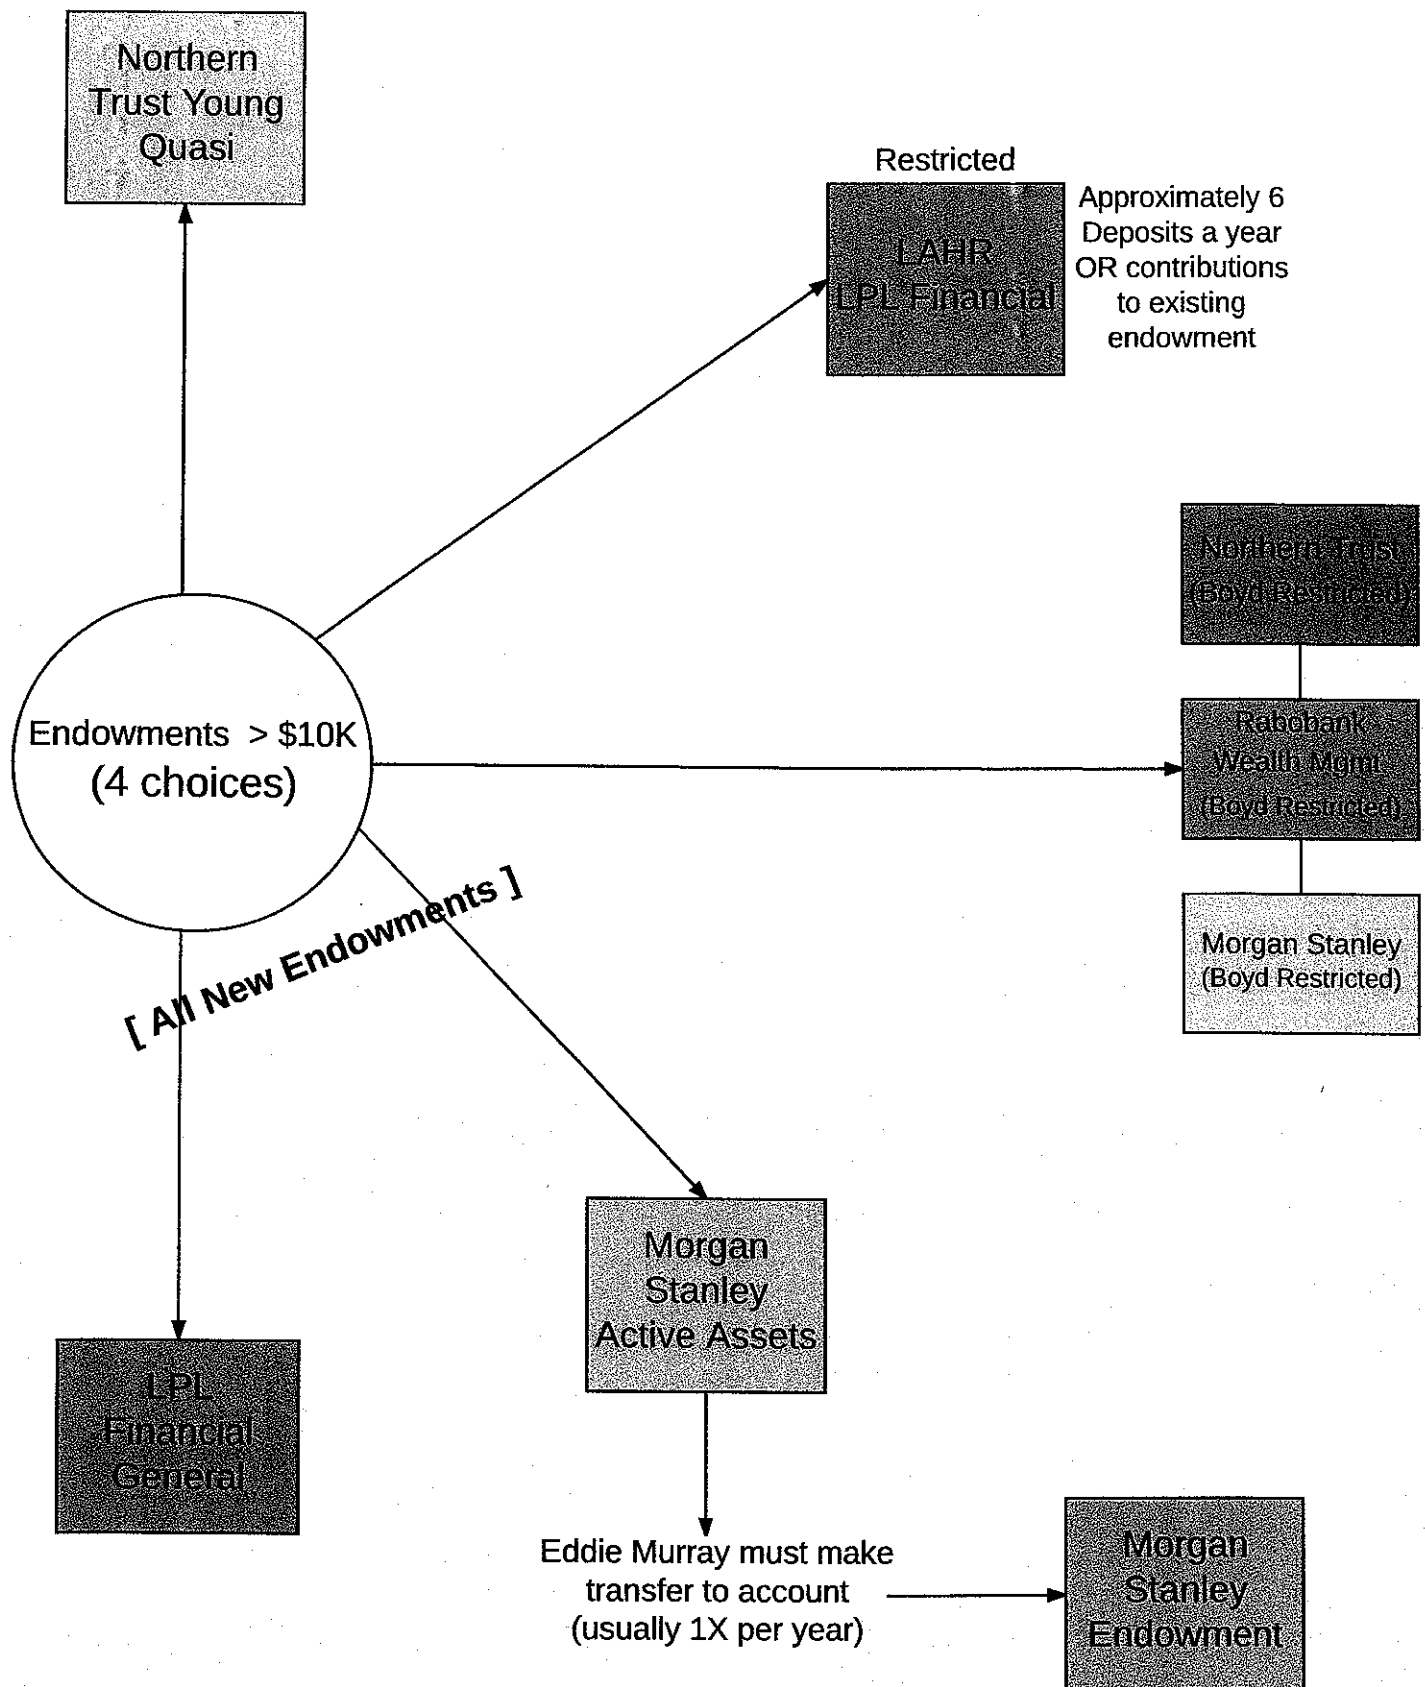 Northern
Trust Young
Quasi
Restricted
LAHR
LPL Financial
Approximately 6
Deposits a year
OR contributions
to existing
endowment
Northern Trust
(Boyd Restricted)
Endowments > $10K
(4 choices)
Rabobank
Wealth Mgmt
(Boyd Restricted)
[ All New Endowments ]
Morgan Stanley
(Boyd Restricted)
Morgan
Stanley
Active Assets
LPL
Financial
General
Eddie Murray must make
transfer to account
(usually 1X per year)
Morgan
Stanley
Endowment